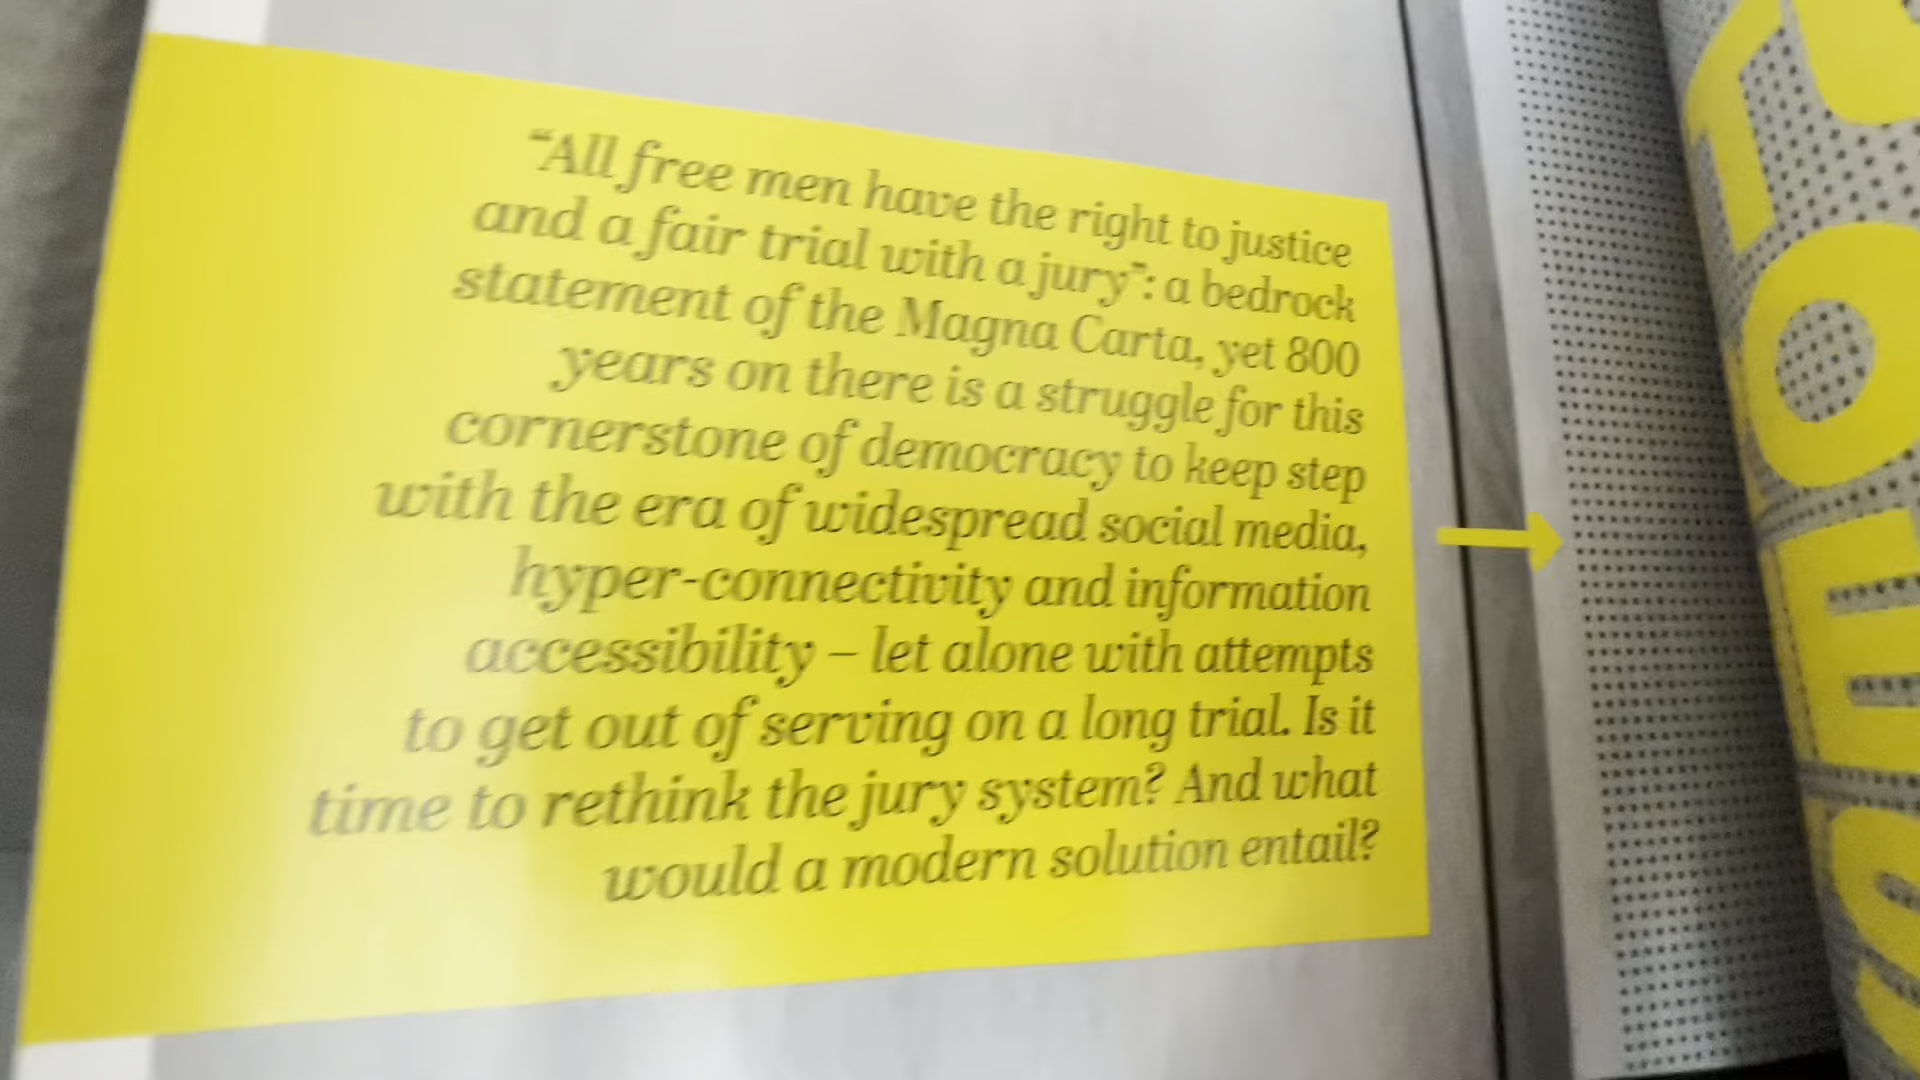 “All free men have the right to justice
and a fair trial with a jury”: a bedrock
statement of the Magna Carta, yet 800
years on there is a struggle for this
cornerstone of democracy to keep step
with the era of widespread social media,
hyper-connectivity and information
accessibility – let alone with attempts
to get out of serving on a long trial. Is it
time to rethink the jury system? And what
would a modern solution entail?